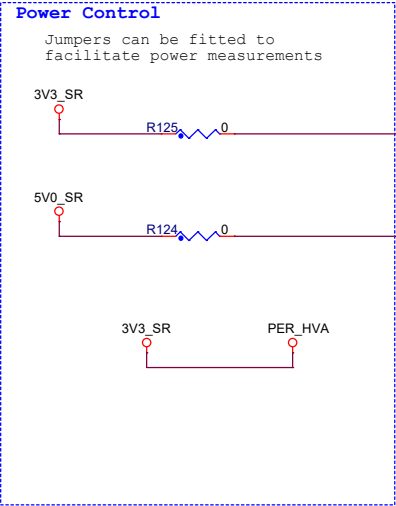 Power Control
Jumpers can be fitted to
facilitate power measurements
3V3_SR
R125 0
5V0_SR
R124 0
3V3_SR PER_HVA